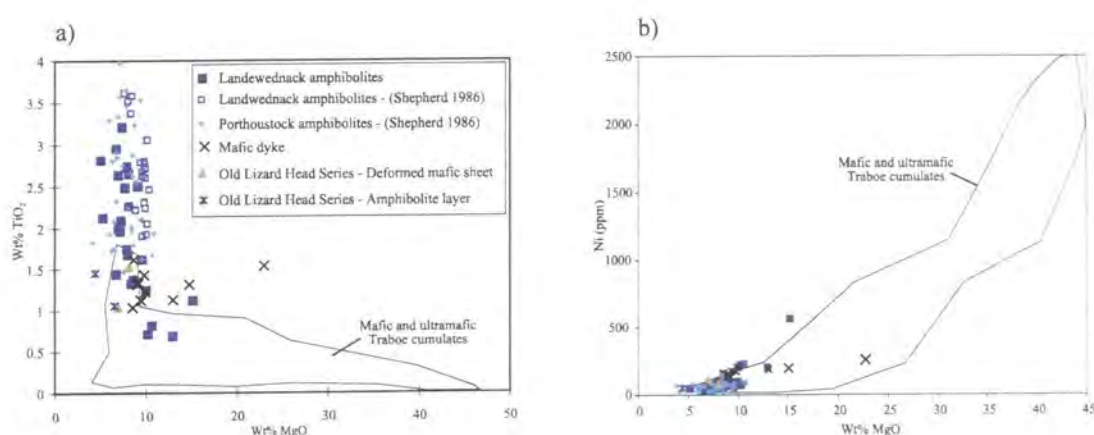 a)
Wt% TiO2
4
3.5
3
2.5
2
1.5
1
0.5
0
0
10
20
30
40
50
Wt% MgO
Landewednack amphibolites
Landwednack amphibolites - (Shepherd 1986)
Porthoustock amphibolites - (Shepherd 1986)
Mafic dyke
Old Lizard Head Series - Deformed mafic sheet
Old Lizard Head Series - Amphibolite layer
Mafic and ultramafic
Traboe cumulates
b)
Ni (ppm)
2500
2000
1500
1000
500
0
0
5
10
15
20
25
30
35
40
45
Wt% MgO
Mafic and ultramafic
Traboe cumulates